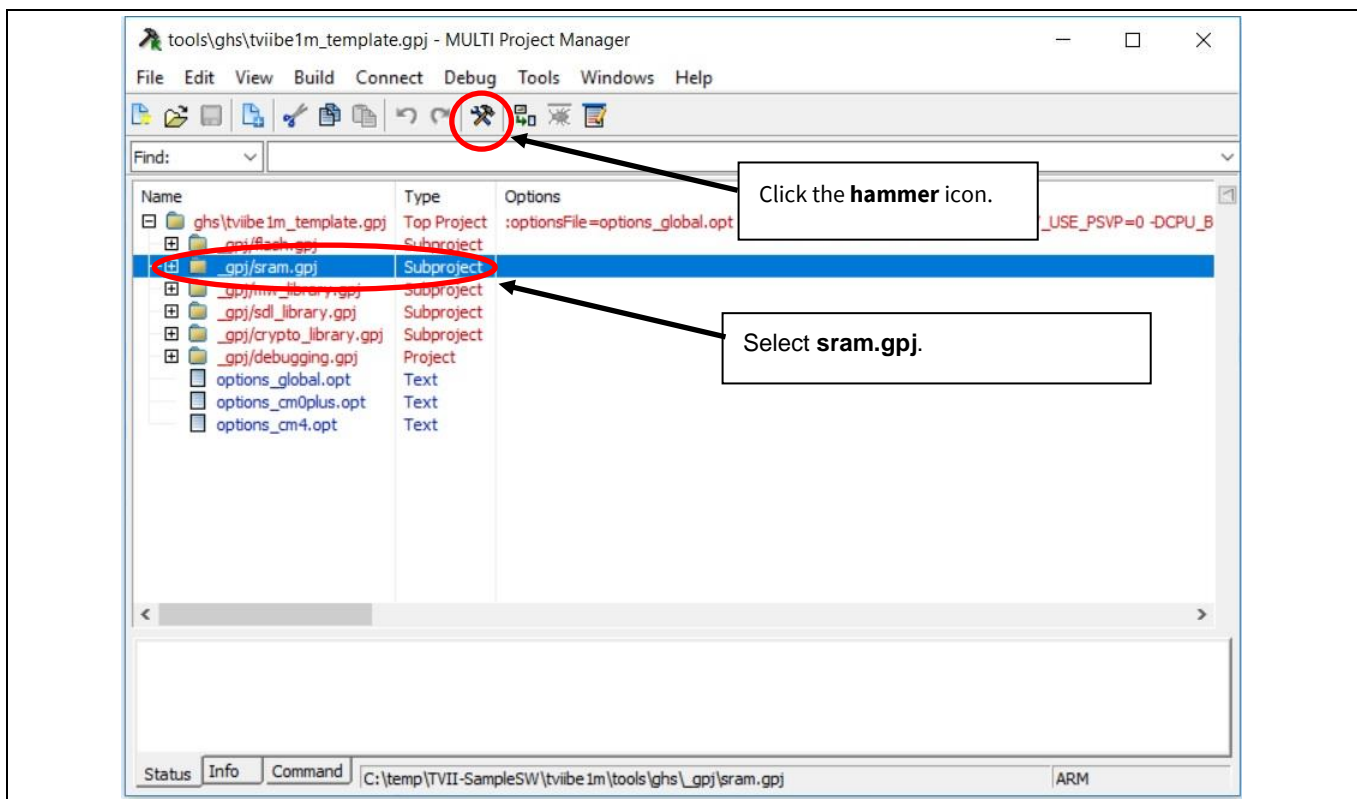 tools\ghs\tviibe1m_template.gpj - MULTI Project Manager
File Edit View Build Connect Debug Tools Windows Help
Find:
Click the hammer icon.
Name Type Options
ghs\tviibe1m_template.gpj Top Project :optionsFile=options_global.opt _USE_PSVP=0 -DCPU_B
_gpj/flash.gpj Subproject
_gpj/sram.gpj Subproject
_gpj/mw_library.gpj Subproject
_gpj/sdl_library.gpj Subproject
_gpj/crypto_library.gpj Subproject
_gpj/debugging.gpj Project
Select sram.gpj.
options_global.opt Text
options_cm0plus.opt Text
options_cm4.opt Text
Status Info Command C:\temp\TVII-SampleSW\tviibe1m\tools\ghs\_gpj\sram.gpj ARM